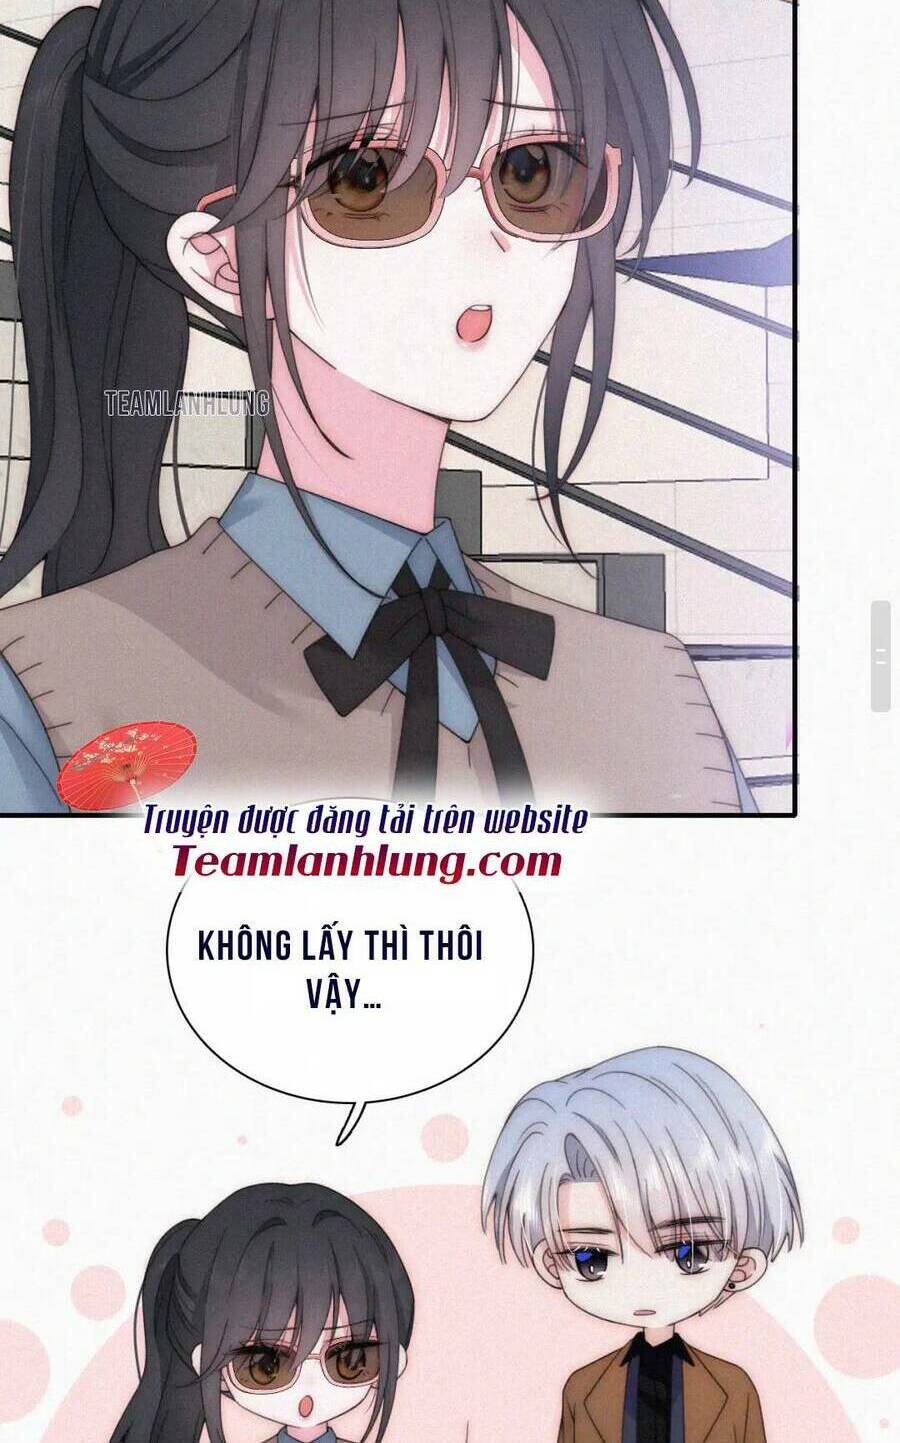 TEAMLANHLUNG
Truyện được đăng tải trên website
Teamlanhlung.com
KHÔNG LẤY THÌ THÔI
VẬY...